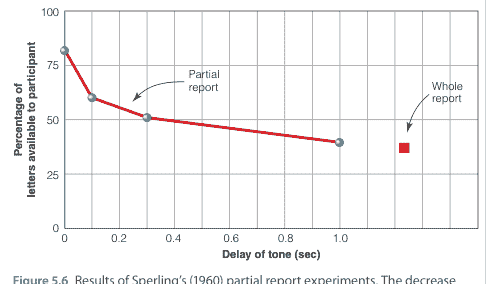 100
75
50
25
0
Percentage of
letters available to participant
Partial
report
Whole
report
0 0.2 0.4 0.6 0.8 1.0
Delay of tone (sec)
Figure 5.6 Results of Sperling's (1960) partial report experiments. The decrease